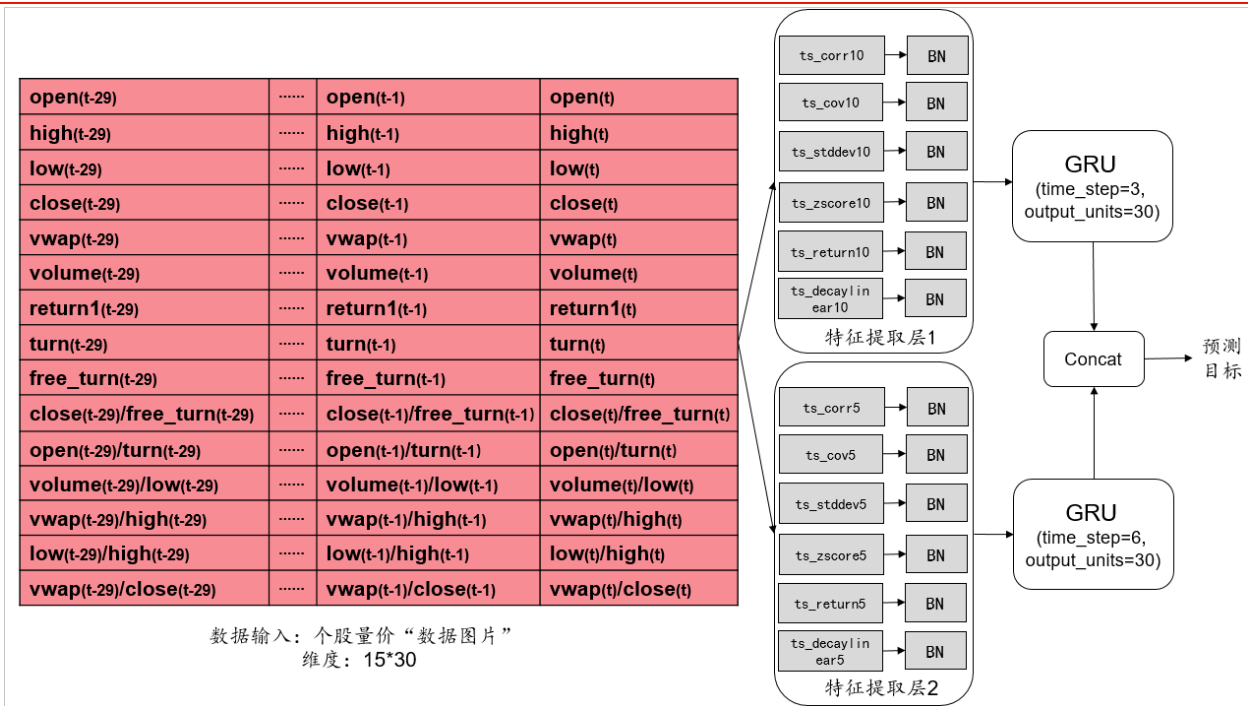 open(t-29) ...... open(t-1) open(t)
high(t-29) ...... high(t-1) high(t)
low(t-29) ...... low(t-1) low(t)
close(t-29) ...... close(t-1) close(t)
vwap(t-29) ...... vwap(t-1) vwap(t)
volume(t-29) ...... volume(t-1) volume(t)
return1(t-29) ...... return1(t-1) return1(t)
turn(t-29) ...... turn(t-1) turn(t)
free_turn(t-29) ...... free_turn(t-1) free_turn(t)
close(t-29)/free_turn(t-29) ...... close(t-1)/free_turn(t-1) close(t)/free_turn(t)
open(t-29)/turn(t-29) ...... open(t-1)/turn(t-1) open(t)/turn(t)
volume(t-29)/low(t-29) ...... volume(t-1)/low(t-1) volume(t)/low(t)
vwap(t-29)/high(t-29) ...... vwap(t-1)/high(t-1) vwap(t)/high(t)
low(t-29)/high(t-29) ...... low(t-1)/high(t-1) low(t)/high(t)
vwap(t-29)/close(t-29) ...... vwap(t-1)/close(t-1) vwap(t)/close(t)
数据输入：个股量价“数据图片”
维度：15*30
ts_corr10 BN
ts_cov10 BN
ts_stddev10 BN
ts_zscore10 BN
ts_return10 BN
ts_decaylin
ear10 BN
特征提取层1
ts_corr5 BN
ts_cov5 BN
ts_stddev5 BN
ts_zscore5 BN
ts_return5 BN
ts_decaylin
ear5 BN
特征提取层2
GRU
(time_step=3,
output_units=30)
Concat
GRU
(time_step=6,
output_units=30)
预测
目标